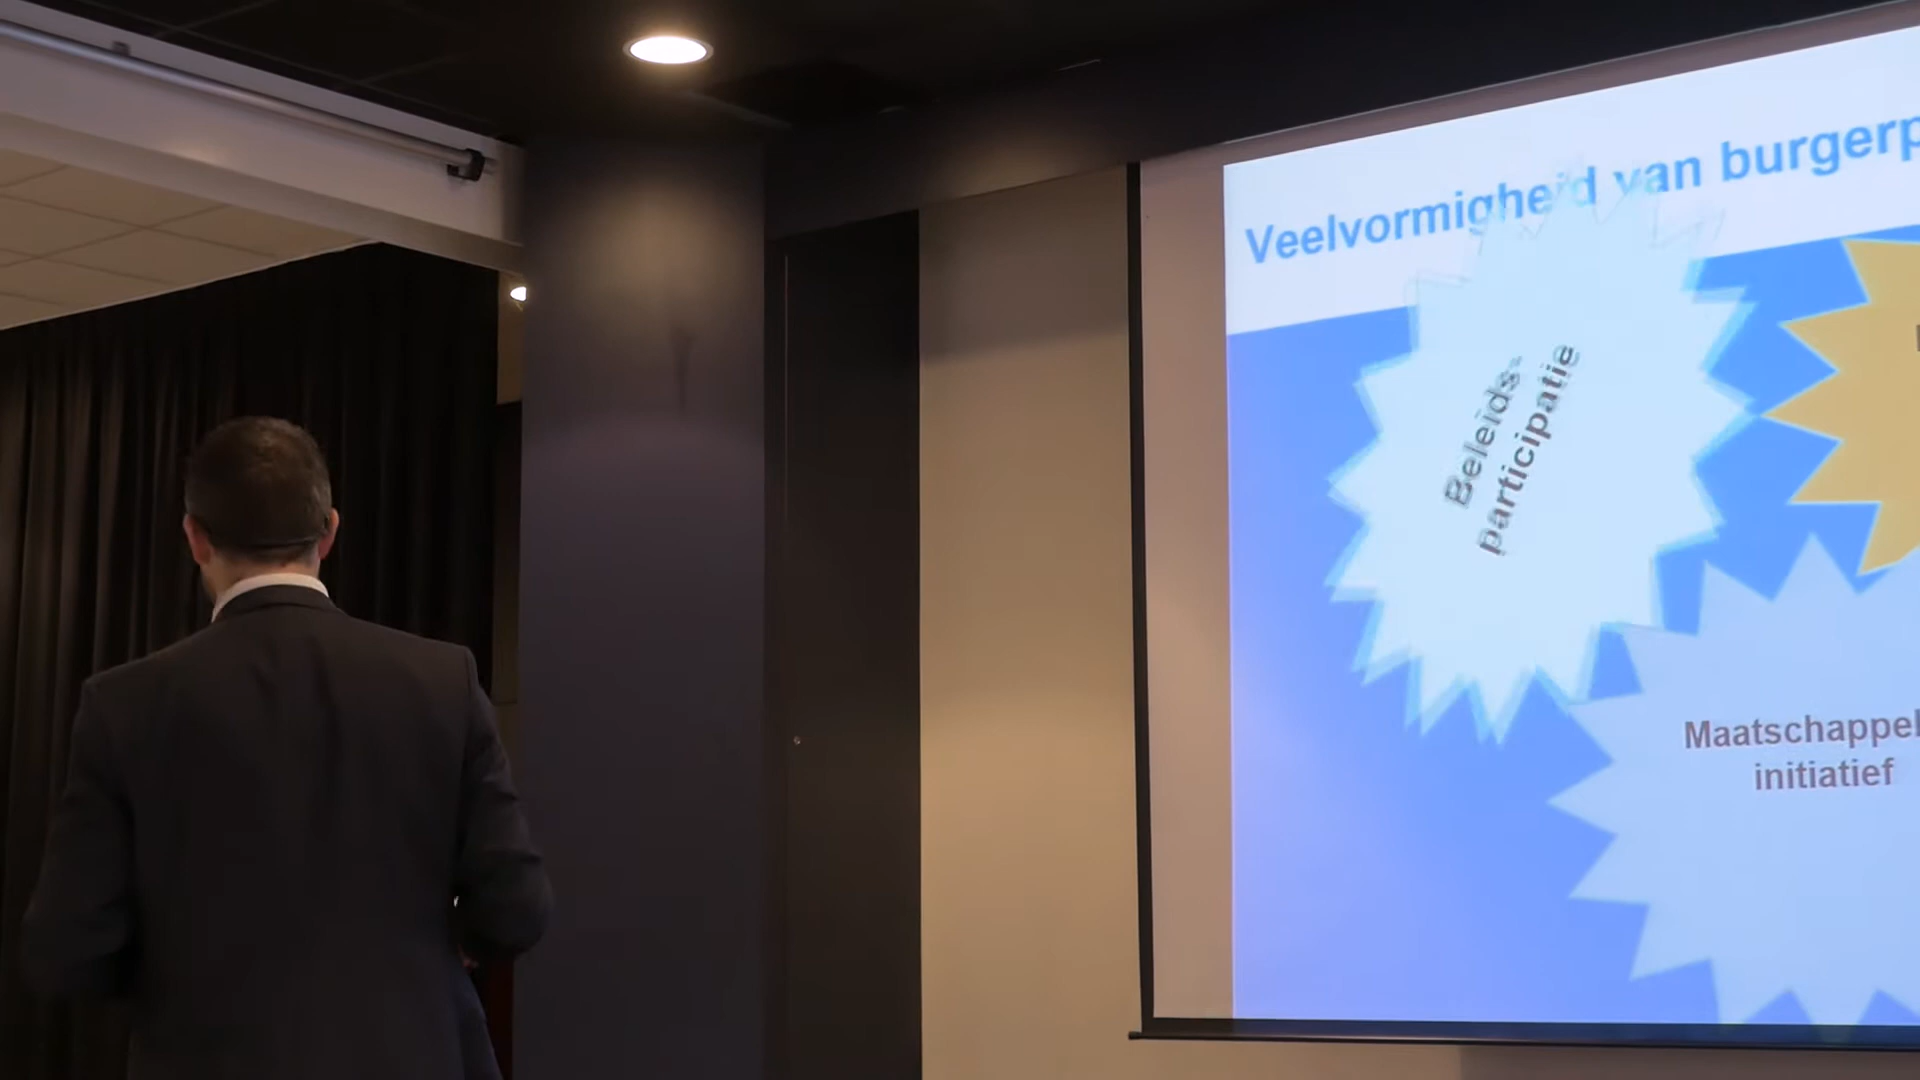 Veelvormigheid van burgerp
Beleids-
participatie
Maatschappel
initiatief